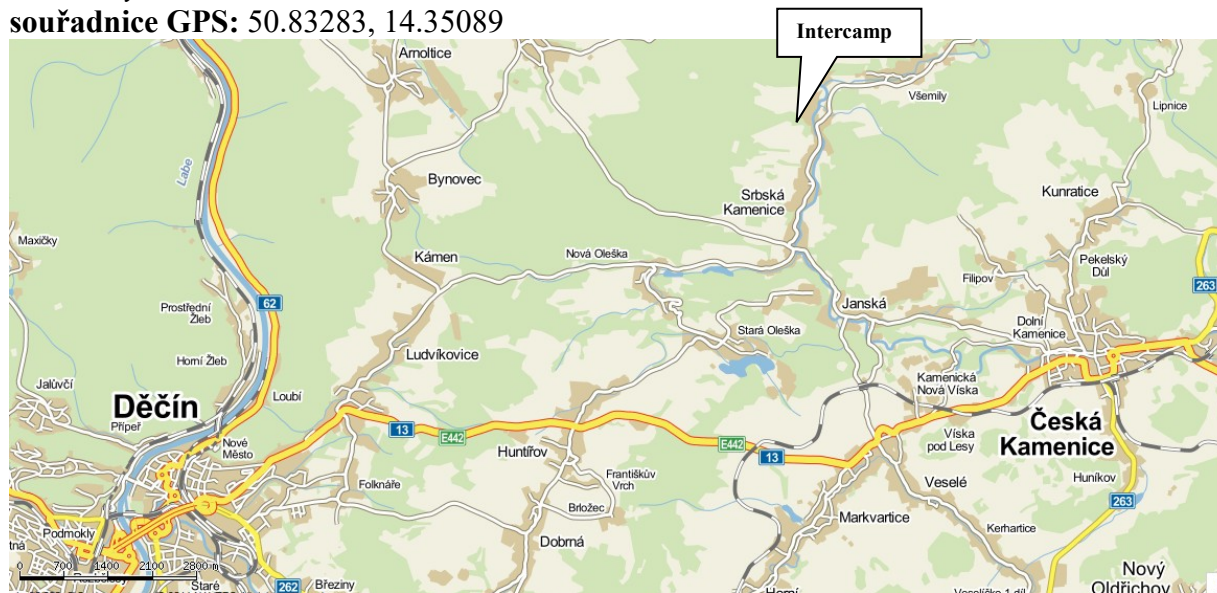 souřadnice GPS: 50.83283, 14.35089
Intercamp
Arnoltice
Všemily
Lipnice
Labe
Bynovec
Srbská
Kamenice
Kunratice
Maxičky
Kámen
Nová Oleška
Pekelský
Důl
Filipov
263
Prostřední
Žleb
62
Janská
Dolní
Kamenice
Stará Oleška
Horní Žleb
Ludvíkovice
Jalůvčí
Loubí
Kamenická
Nová Víska
Děčín
Přípeř
13
E442
Česká
Kamenice
Nové
Město
Huntířov
E442
13
Víska
pod Lesy
Folknáře
Františkův
Vrch
Veselé
Huníkov
263
Brložec
Markvartice
Podmokly
Kerhartice
Dobrná
0 700 1400 2100 2800 m
Staré
262
Březiny
Nový
Oldřichov
Horní